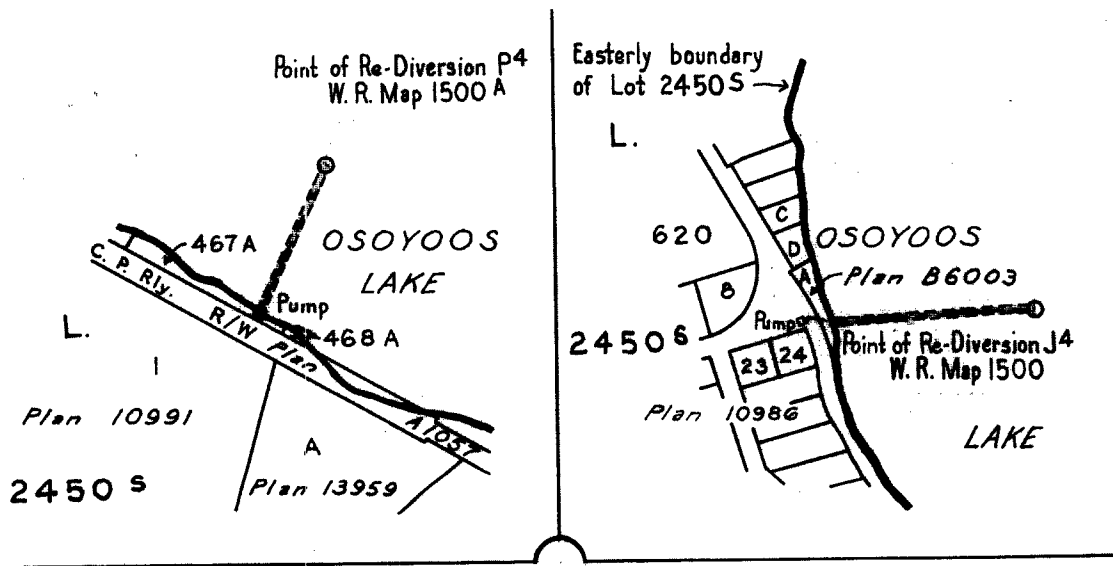 Point of Re-Diversion P4
W. R. Map 1500 A
467 A
OSOYOOS
LAKE
C. P. Rly.
R/W Plan
A 1057
Pump
468 A
L.
1
Plan 10991
A
2450 S
Plan 13959
Easterly boundary
of Lot 2450 S
L.
C
620
D
OSOYOOS
A
Plan B6003
8
Pump
2450 S
Point of Re-Diversion J4
W. R. Map 1500
23
24
Plan 10986
LAKE